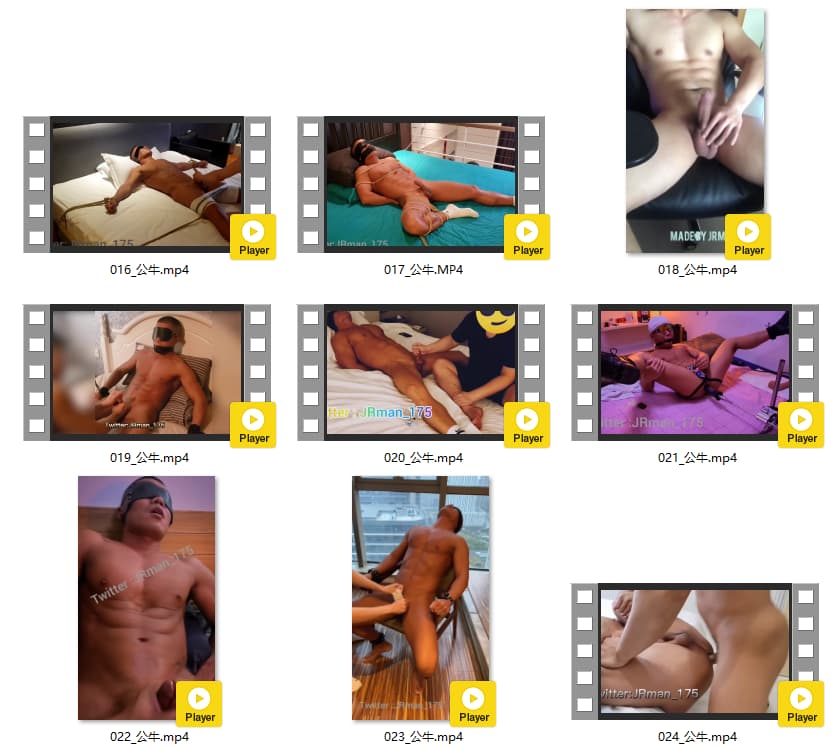 er: JRman_175
Player
016_公牛.mp4
JRman_175
Player
017_公牛.MP4
MADE BY JRM
Player
018_公牛.mp4
Twitter:JRman_175
Player
019_公牛.mp4
tter: JRman_175
Player
020_公牛.mp4
itter:JRman_175
Player
021_公牛.mp4
Twitter: JRman_175
Player
022_公牛.mp4
Twitter: JRman_175
Player
023_公牛.mp4
witter:JRman_175
Player
024_公牛.mp4